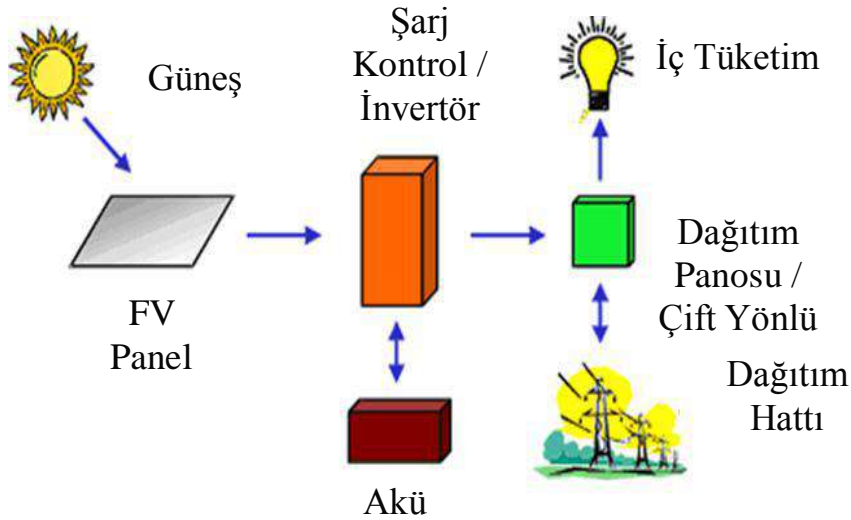 Güneş
Şarj
Kontrol /
İnvertör
İç Tüketim
FV
Panel
Dağıtım
Panosu /
Çift Yönlü
Dağıtım
Hattı
Akü